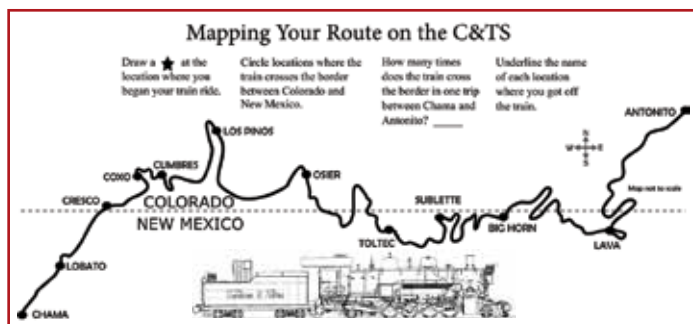 Mapping Your Route on the C&TS
Draw a ★ at the
location where you
began your train ride.
Circle locations where the
train crosses the border
between Colorado and
New Mexico.
How many times
does the train cross
the border in one trip
between Chama and
Antonito? _____
Underline the name
of each location
where you got off
the train.
ANTONITO
LOS PINOS
N
W E
S
CUMBRES
COXO
OSIER
Map not to scale
CRESCO
COLORADO
SUBLETTE
NEW MEXICO
BIG HORN
TOLTEC
LAVA
LOBATO
CHAMA